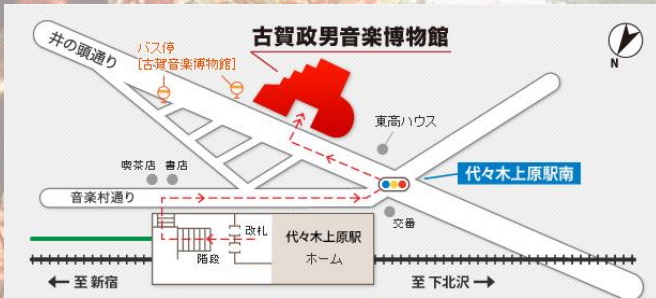 古賀政男音楽博物館
井の頭通り
バス停
[古賀音楽博物館]
N
東高ハウス
喫茶店 書店
代々木上原駅南
音楽村通り
交番
改札
階段
代々木上原駅
ホーム
← 至 新宿
至 下北沢 →